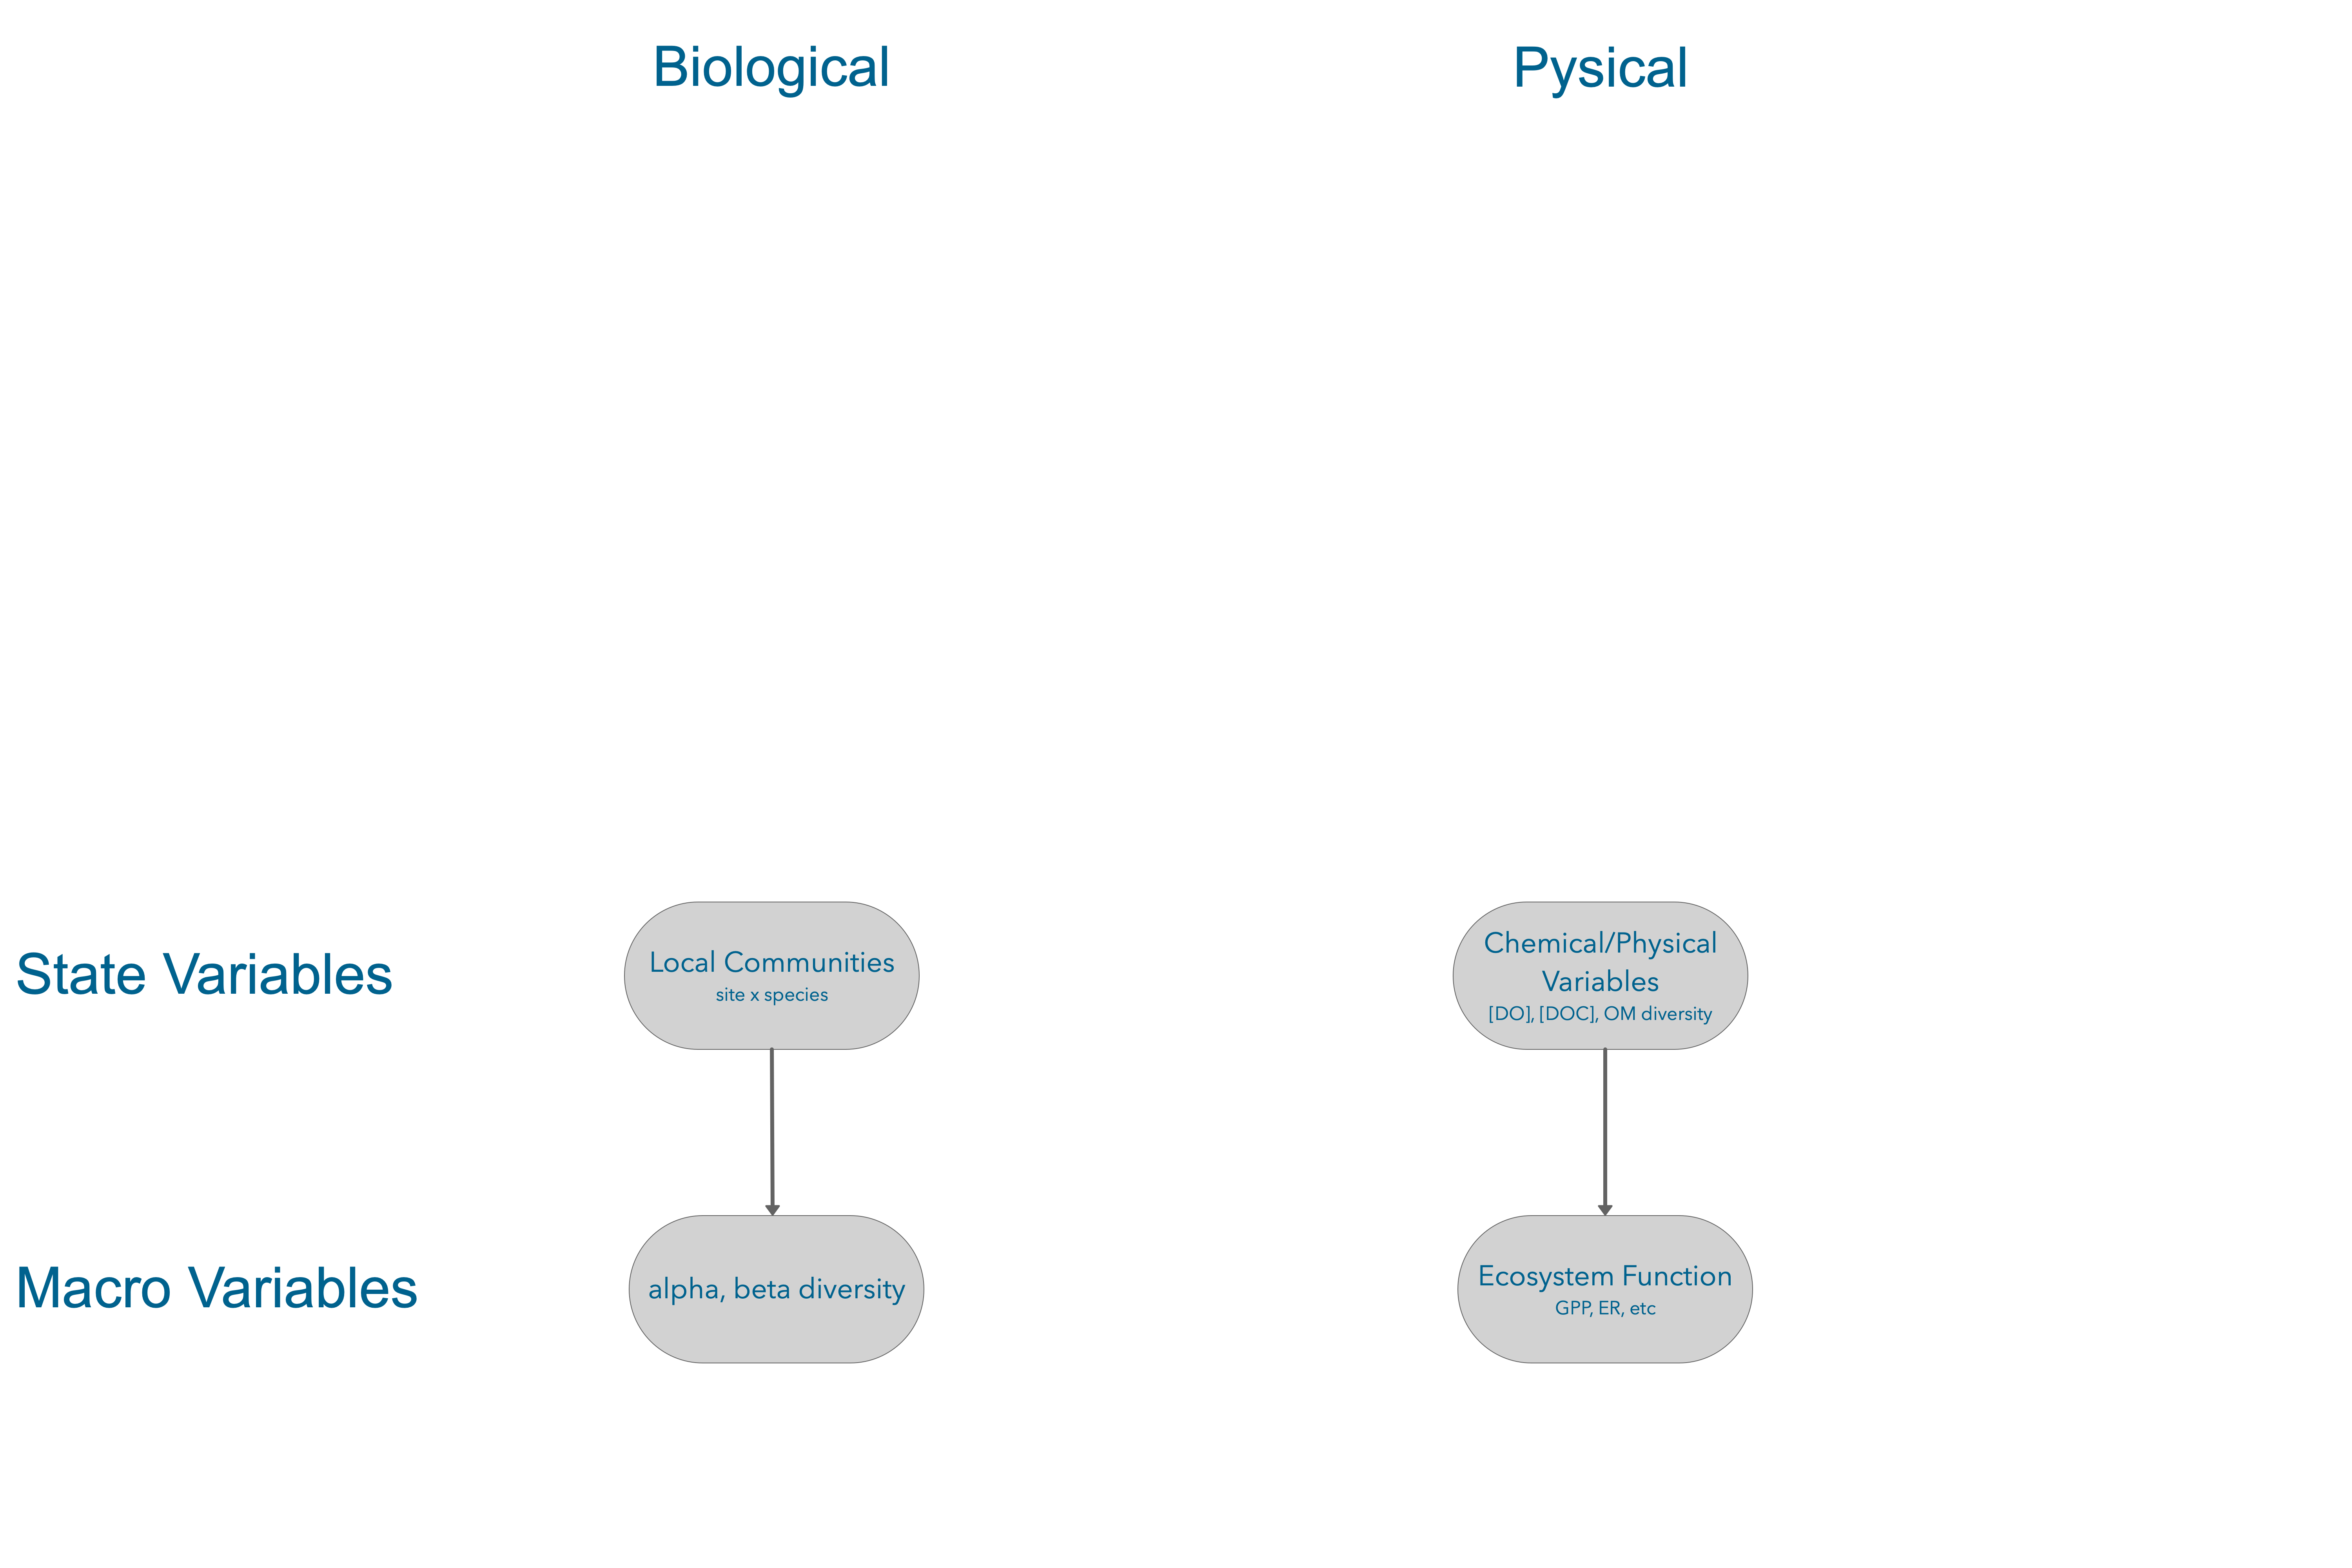 Biological
Pysical
State Variables
Local Communities
site x species
Chemical/Physical
Variables
[DO], [DOC], OM diversity
Macro Variables
alpha, beta diversity
Ecosystem Function
GPP, ER, etc